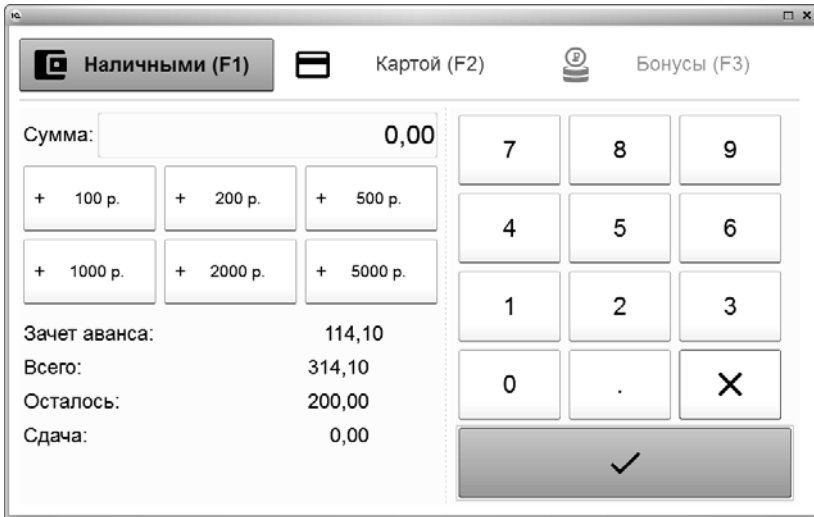 Наличными (F1) Картой (F2) Бонусы (F3)
Сумма: 0,00
+ 100 р. + 200 р. + 500 р.
+ 1000 р. + 2000 р. + 5000 р.
Зачет аванса: 114,10
Всего: 314,10
Осталось: 200,00
Сдача: 0,00
7 8 9
4 5 6
1 2 3
0 .